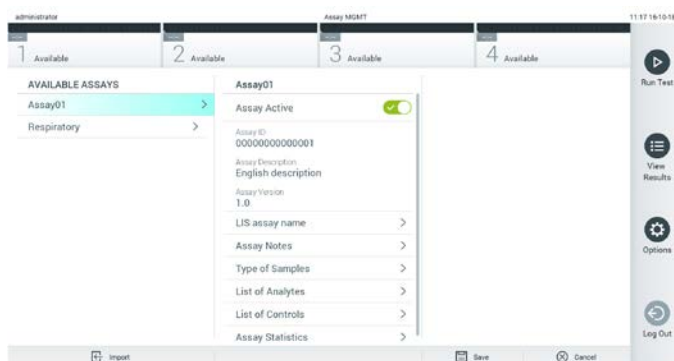 administrator Assay MGMT 11:17 16-10-18
1 Available 2 Available 3 Available 4 Available
AVAILABLE ASSAYS
Assay01
Respiratory
Assay01
Assay Active
Assay ID
00000000000001
Assay Description
English description
Assay Version
1.0
LIS assay name
Assay Notes
Type of Samples
List of Analytes
List of Controls
Assay Statistics
Run Test
View
Results
Options
Log Out
Import Save Cancel